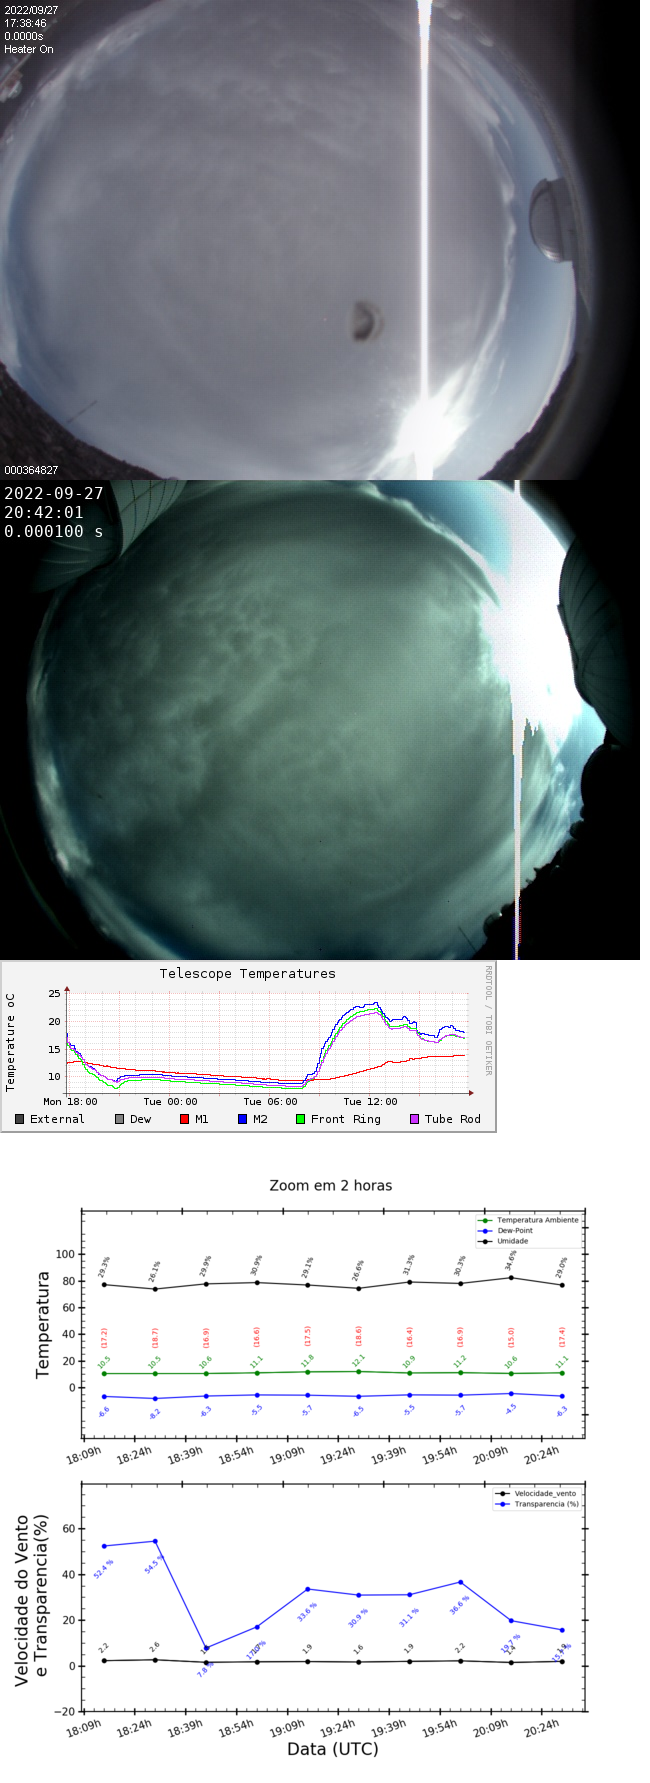 2022/09/27
17:38:46
0.0000s
Heater On
000364827
2022-09-27
20:42:01
0.000100 s
Telescope Temperatures
RRDTOOL / TOBI OETIKER
Temperature oC
25
20
15
10
Mon 18:00 Tue 00:00 Tue 06:00 Tue 12:00
External Dew M1 M2 Front Ring Tube Rod
Zoom em 2 horas
Temperatura Ambiente
Dew-Point
Umidade
Temperatura
100
80
60
40
20
0
29.3% 26.1% 29.9% 30.9% 29.1% 26.6% 31.3% 30.3% 34.6% 29.0%
(17.2) (18.7) (16.9) (16.6) (17.5) (18.6) (16.4) (16.9) (15.0) (17.4)
10.5 10.5 10.6 11.1 11.8 12.1 10.9 11.2 10.6 11.1
-6.6 -8.2 -6.3 -5.5 -5.7 -6.5 -5.5 -5.7 -4.5 -6.3
18:09h 18:24h 18:39h 18:54h 19:09h 19:24h 19:39h 19:54h 20:09h 20:24h
Velocidade_vento
Transparencia (%)
Velocidade do Vento
e Transparencia(%)
60
40
20
0
−20
52.4 % 54.5 % 7.8 % 33.6 % 30.9 % 31.1 % 36.6 % 19.7 %
2.2 2.6 1.9 1.6 1.9 2.2
18:09h 18:24h 18:39h 18:54h 19:09h 19:24h 19:39h 19:54h 20:09h 20:24h
Data (UTC)